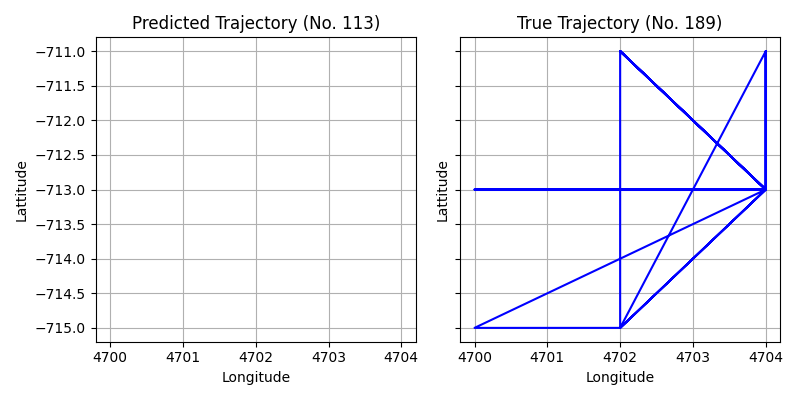 Predicted Trajectory (No. 113)
−711.0
−711.5
−712.0
−712.5
−713.0
−713.5
−714.0
−714.5
−715.0
Lattitude
4700 4701 4702 4703 4704
Longitude
True Trajectory (No. 189)
Lattitude
4700 4701 4702 4703 4704
Longitude